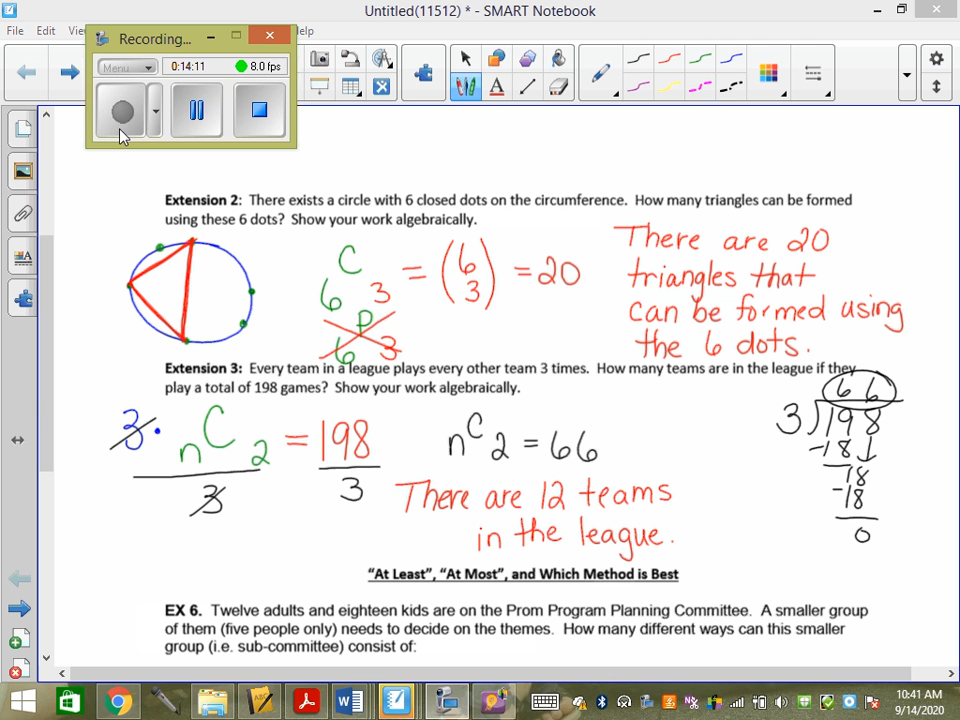 Untitled(11512) * - SMART Notebook
File Edit Vie Help
Recording...
Menu 0:14:11 8.0 fps
Extension 2: There exists a circle with 6 closed dots on the circumference. How many triangles can be formed
using these 6 dots? Show your work algebraically.
6 C 3 = (6 3) = 20
6 P 3
There are 20
triangles that
can be formed using
the 6 dots.
Extension 3: Every team in a league plays every other team 3 times. How many teams are in the league if they
play a total of 198 games? Show your work algebraically.
3 · n C 2 = 198
3 3
n C 2 = 66
There are 12 teams
in the league.
66
3 198
-18
18
-18
0
“At Least”, “At Most”, and Which Method is Best
EX 6. Twelve adults and eighteen kids are on the Prom Program Planning Committee. A smaller group
of them (five people only) needs to decide on the themes. How many different ways can this smaller
group (i.e. sub-committee) consist of:
10:41 AM
9/14/2020